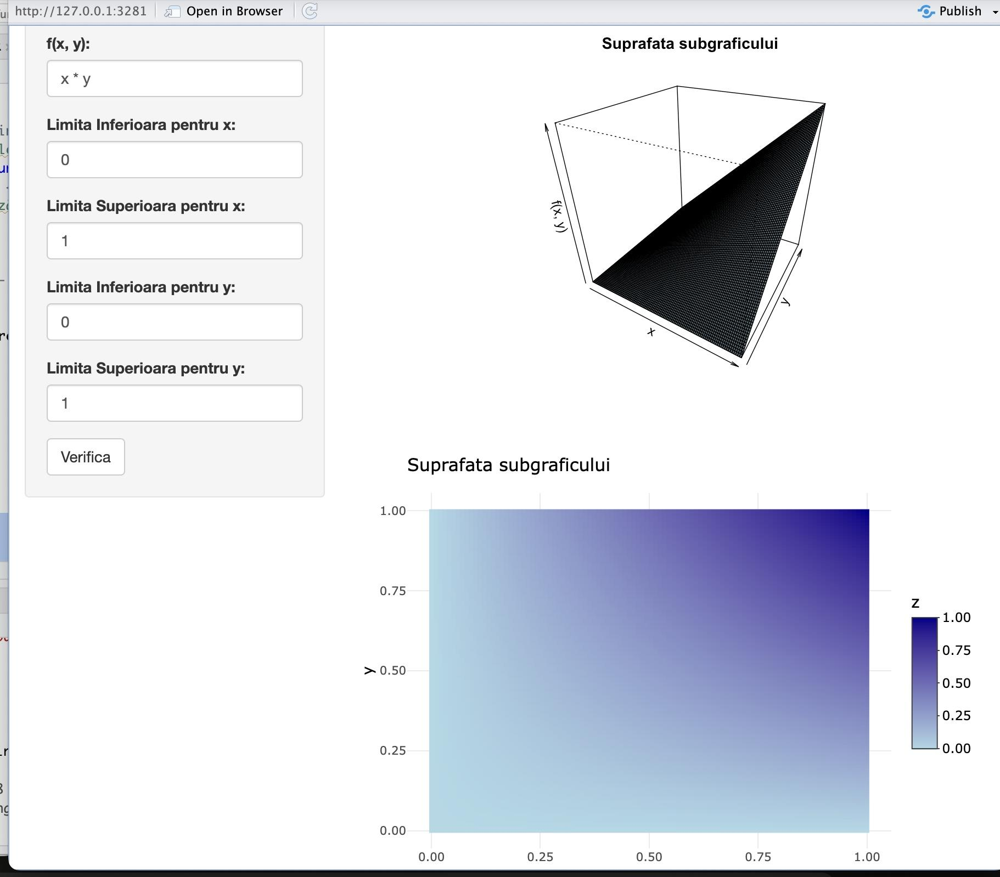 http://127.0.0.1:3281 Open in Browser Publish
f(x, y):
x * y
Limita Inferioara pentru x:
0
Limita Superioara pentru x:
1
Limita Inferioara pentru y:
0
Limita Superioara pentru y:
1
Verifica
Suprafata subgraficului
f(x, y)
x
y
Suprafata subgraficului
1.00
0.75
y 0.50
0.25
0.00
0.00 0.25 0.50 0.75 1.00
z
1.00
0.75
0.50
0.25
0.00